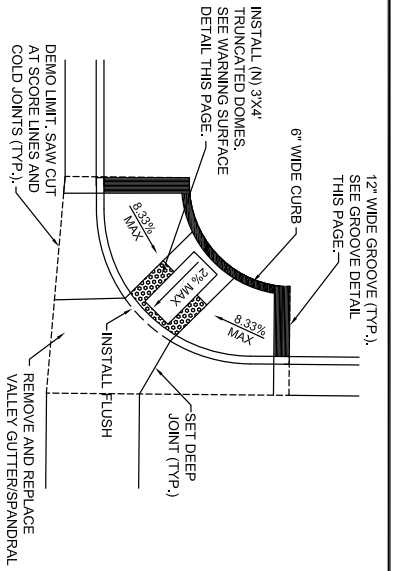 12" WIDE GROOVE (TYP.).
SEE GROOVE DETAIL
THIS PAGE.
6" WIDE CURB
INSTALL (N) 3'X4'
TRUNCATED DOMES.
SEE WARNING SURFACE
DETAIL THIS PAGE.
8.33%
MAX
2% MAX
8.33%
MAX
SET DEEP
JOINT (TYP.)
INSTALL FLUSH
REMOVE AND REPLACE
VALLEY GUTTER/SPANDRAL
DEMO LIMIT. SAW CUT
AT SCORE LINES AND
COLD JOINTS (TYP.).